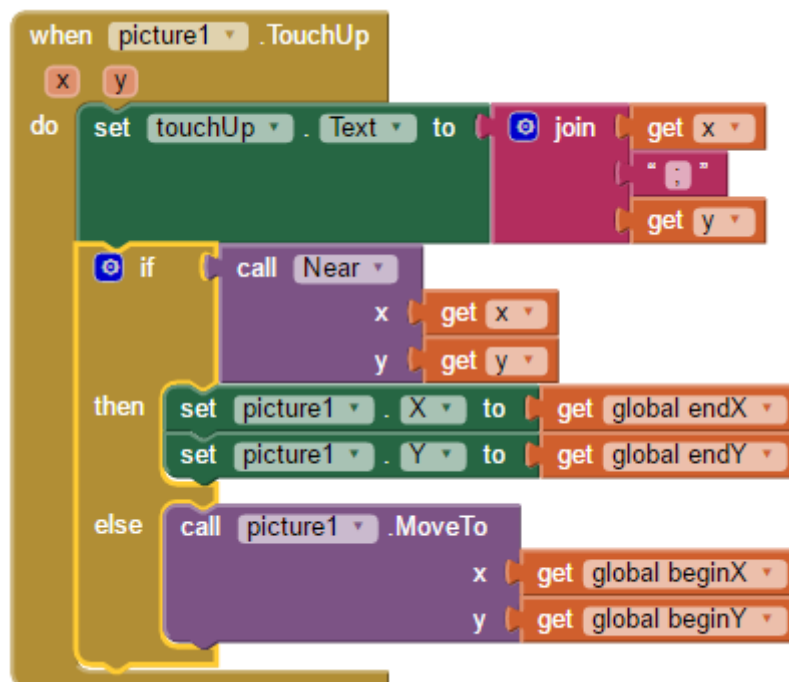 when picture1 .TouchUp
x y
do set touchUp . Text to join get x
" ; "
get y
if call Near
x get x
y get y
then set picture1 . X to get global endX
set picture1 . Y to get global endY
else call picture1 .MoveTo
x get global beginX
y get global beginY